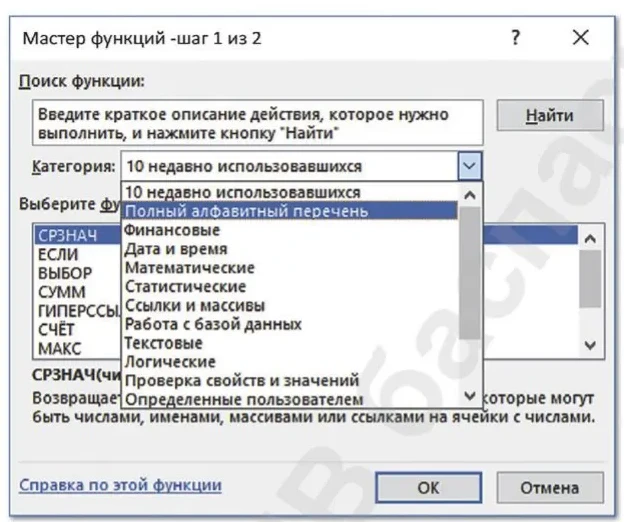 Мастер функций -шаг 1 из 2
?
Поиск функции:
Введите краткое описание действия, которое нужно
выполнить, и нажмите кнопку "Найти"
Найти
Категория:
10 недавно использовавшихся
10 недавно использовавшихся
Полный алфавитный перечень
Финансовые
Дата и время
Математические
Статистические
Ссылки и массивы
Работа с базой данных
Текстовые
Логические
Проверка свойств и значений
Определенные пользователем
Выберите фу
СРЗНАЧ
ЕСЛИ
ВЫБОР
СУММ
ГИПЕРССЫ
СЧЁТ
МАКС
СРЗНАЧ(чи
Возвращает которые могут
быть числами, именами, массивами или ссылками на ячейки с числами.
Справка по этой функции
ОК
Отмена